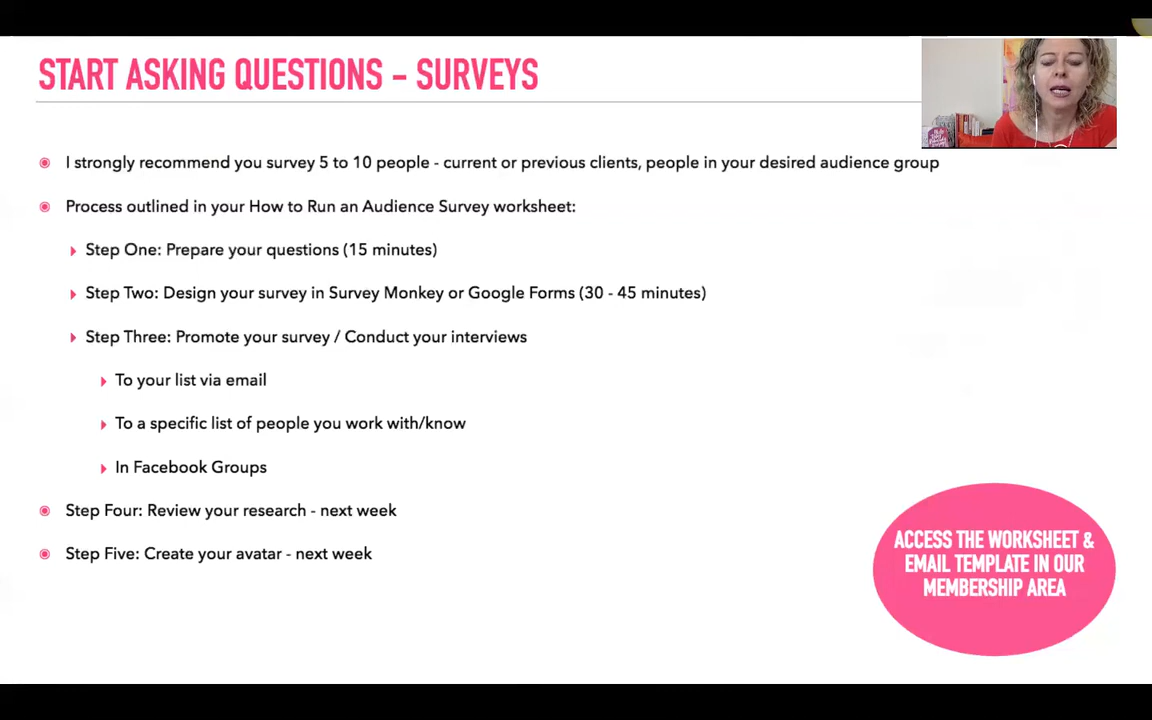 START ASKING QUESTIONS - SURVEYS
I strongly recommend you survey 5 to 10 people - current or previous clients, people in your desired audience group
Process outlined in your How to Run an Audience Survey worksheet:
Step One: Prepare your questions (15 minutes)
Step Two: Design your survey in Survey Monkey or Google Forms (30 - 45 minutes)
Step Three: Promote your survey / Conduct your interviews
To your list via email
To a specific list of people you work with/know
In Facebook Groups
Step Four: Review your research - next week
Step Five: Create your avatar - next week
ACCESS THE WORKSHEET &
EMAIL TEMPLATE IN OUR
MEMBERSHIP AREA